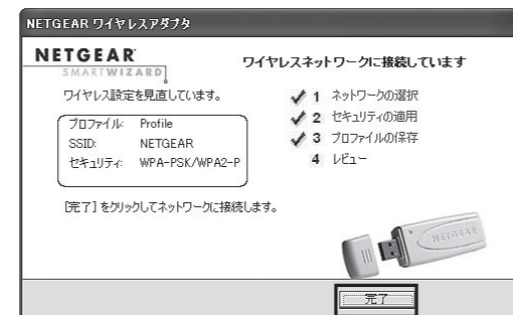 NETGEAR ワイヤレスアダプタ
NETGEAR
SMARTWIZARD
ワイヤレスネットワークに接続しています
ワイヤレス設定を見直しています。
プロファイル: Profile
SSID: NETGEAR
セキュリティ: WPA-PSK/WPA2-P
✓ 1 ネットワークの選択
✓ 2 セキュリティの適用
✓ 3 プロファイルの保存
4 レビュー
[完了] をクリックしてネットワークに接続します。
NETGEAR
完了